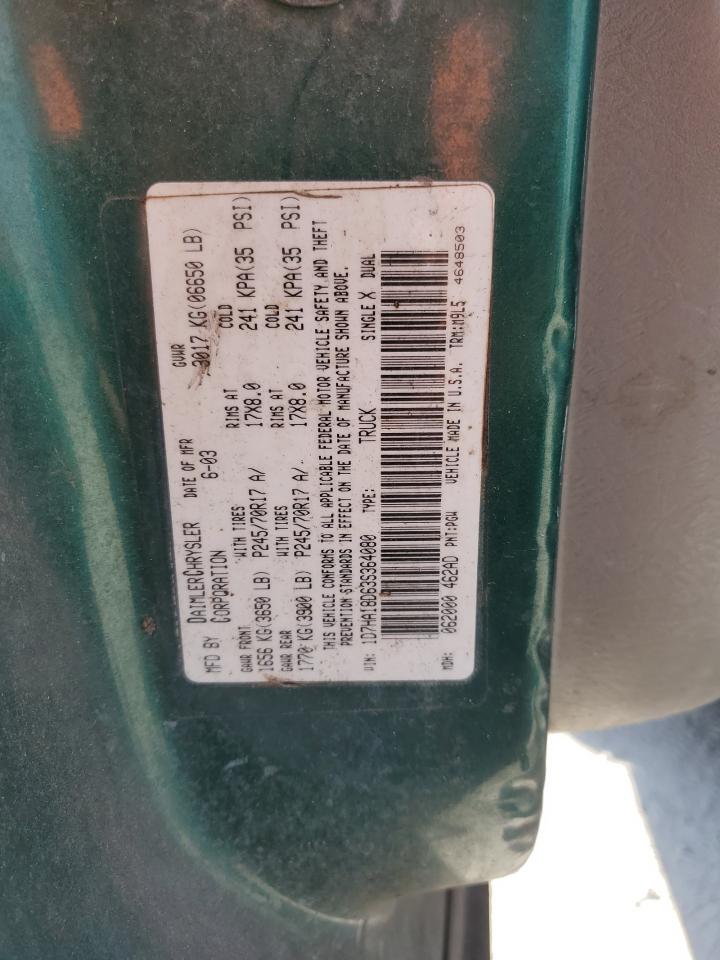 MFD BY DAIMLERCHRYSLER CORPORATION DATE OF MFR 6-03 GVWR 3017 KG(06650 LB)
GAWR FRONT WITH TIRES RIMS AT COLD
1656 KG(3650 LB) P245/70R17 A/ 17X8.0 241 KPA(35 PSI)
GAWR REAR WITH TIRES RIMS AT COLD
1770 KG(3900 LB) P245/70R17 A/ 17X8.0 241 KPA(35 PSI)
THIS VEHICLE CONFORMS TO ALL APPLICABLE FEDERAL MOTOR VEHICLE SAFETY AND THEFT
PREVENTION STANDARDS IN EFFECT ON THE DATE OF MANUFACTURE SHOWN ABOVE.
VIN: 1D7HA18D63S364080 TYPE: TRUCK SINGLE X DUAL
MDH: 062000 462AD PNT:PGW VEHICLE MADE IN U.S.A. TRM:M9L5 4648503